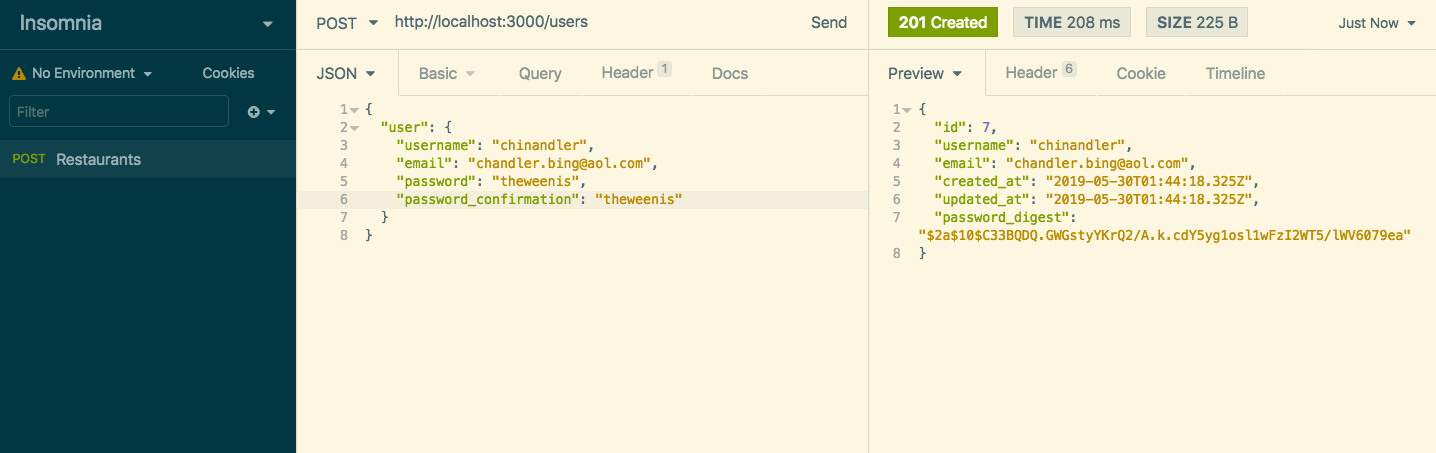 Insomnia
No Environment
Cookies
Filter
POST Restaurants
POST http://localhost:3000/users Send
JSON Basic Query Header 1 Docs
1 {
2 "user": {
3 "username": "chinandler",
4 "email": "chandler.bing@aol.com",
5 "password": "theweenis",
6 "password_confirmation": "theweenis"
7 }
8 }
201 Created TIME 208 ms SIZE 225 B Just Now
Preview Header 6 Cookie Timeline
1 {
2 "id": 7,
3 "username": "chinandler",
4 "email": "chandler.bing@aol.com",
5 "created_at": "2019-05-30T01:44:18.325Z",
6 "updated_at": "2019-05-30T01:44:18.325Z",
7 "password_digest":
"$2a$10$C33BQDQ.GWGstyYKrQ2/A.k.cdY5yg1osl1wFzI2WT5/lWV6079ea"
8 }